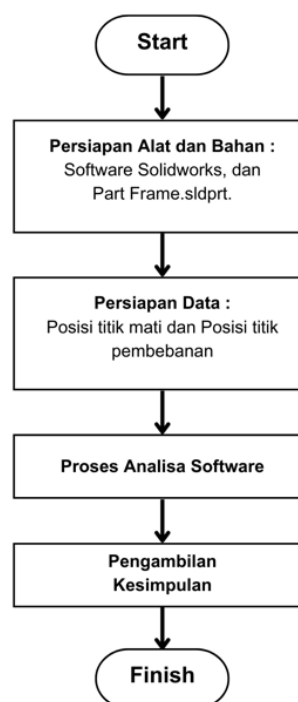 Start
Persiapan Alat dan Bahan :
Software Solidworks, dan
Part Frame.sldprt.
Persiapan Data :
Posisi titik mati dan Posisi titik
pembebanan
Proses Analisa Software
Pengambilan
Kesimpulan
Finish